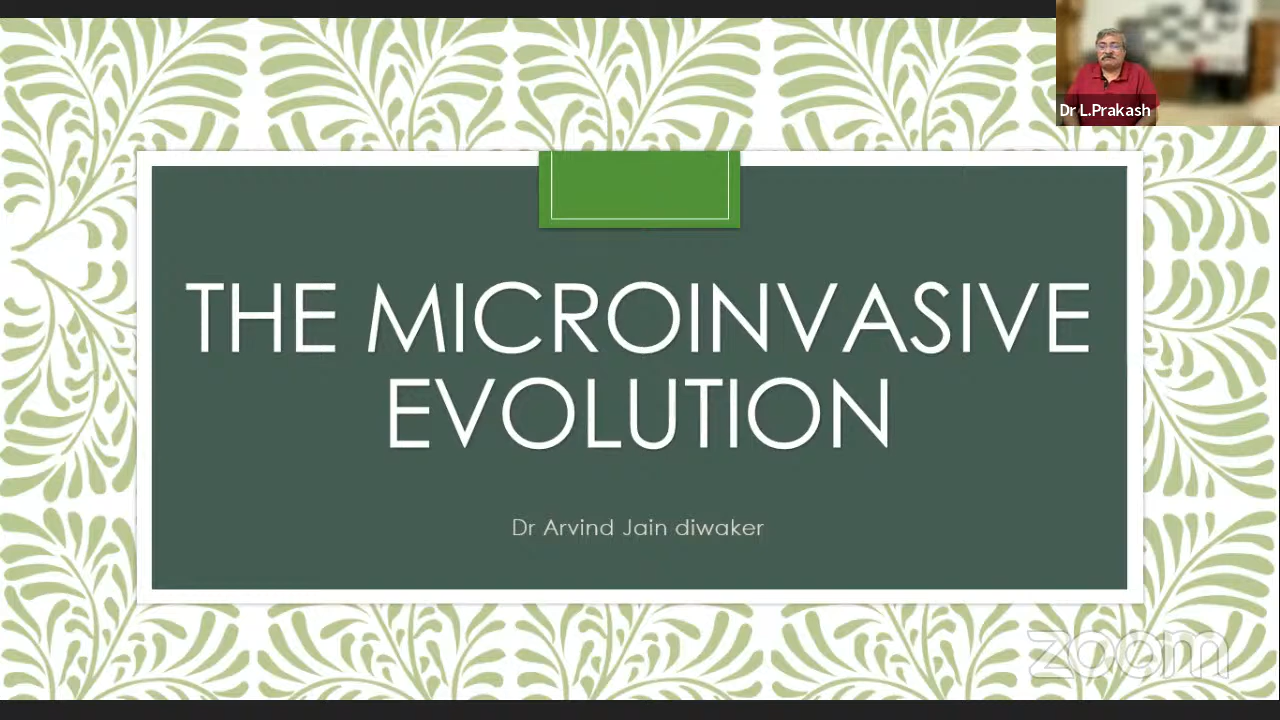 Dr L.Prakash
THE MICROINVASIVE
EVOLUTION
Dr Arvind Jain diwaker
zoom